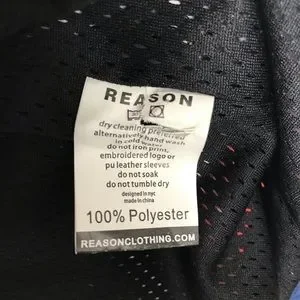 REASON
dry cleaning preferred
alternatively hand wash
in cold water
do not iron print,
embroidered logo or
pu leather sleeves
do not soak
do not tumble dry
designed in nyc
made in china
100% Polyester
REASONCLOTHING.COM